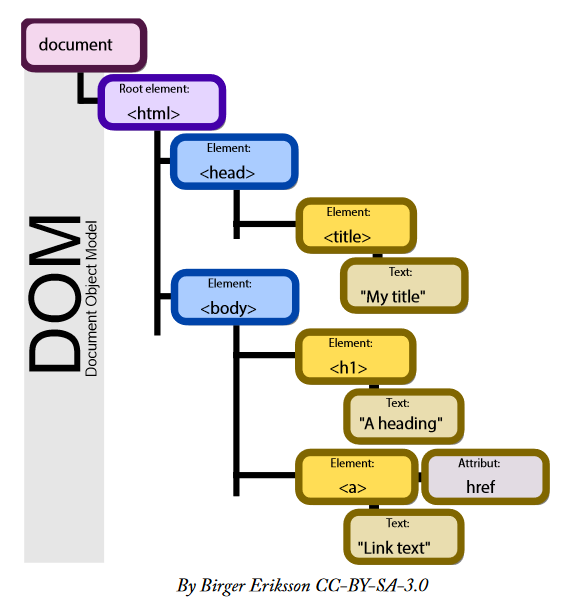 document
Root element:
<html>
Element:
<head>
Element:
<title>
Text:
"My title"
Element:
<body>
Element:
<h1>
Text:
"A heading"
Element:
<a>
Attribut:
href
Text:
"Link text"
DOM
Document Object Model
By Birger Eriksson CC-BY-SA-3.0